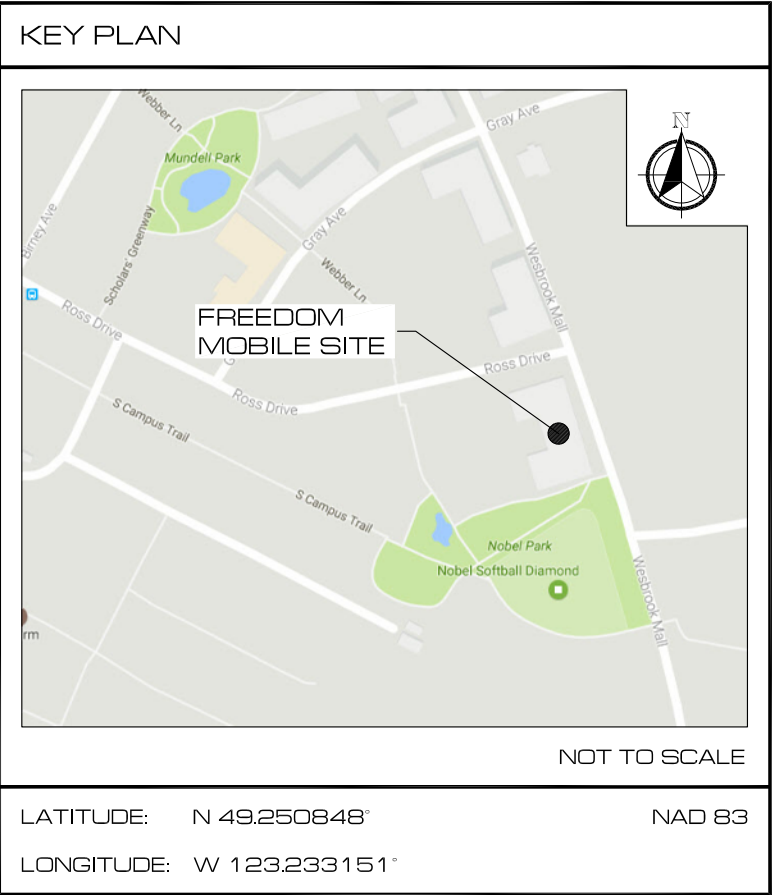 KEY PLAN
Webber Ln
Gray Ave
N
Mundell Park
Birney Ave
Scholars' Greenway
Gray Ave
Webber Ln
Wesbrook Mall
Ross Drive
FREEDOM
MOBILE SITE
G
Ross Drive
Ross Drive
S Campus Trail
S Campus Trail
Nobel Park
Nobel Softball Diamond
Wesbrook Mall
rm
NOT TO SCALE
LATITUDE: N 49.250848° NAD 83
LONGITUDE: W 123.233151°